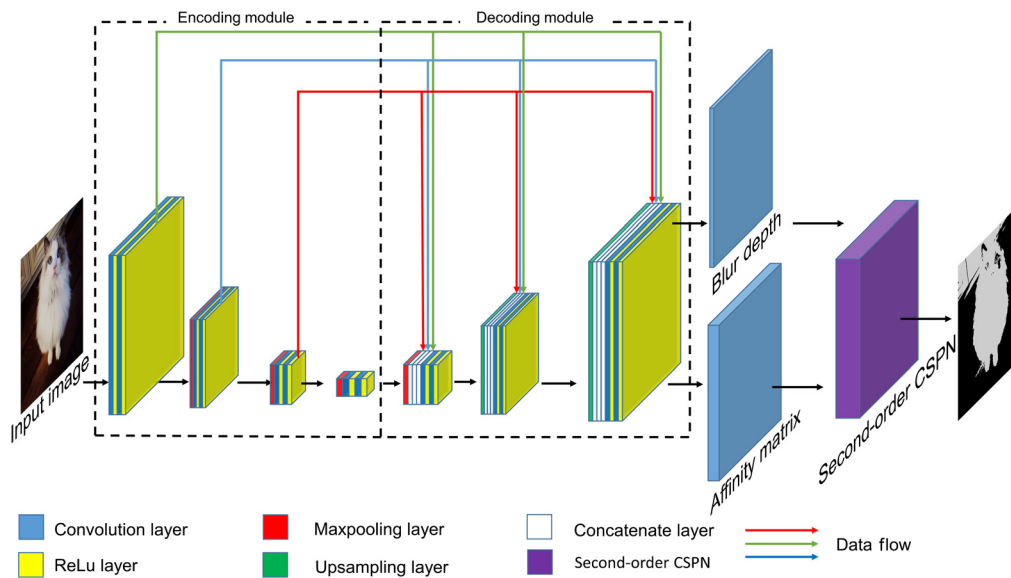 Encoding module
Decoding module
Input image
Blur depth
Affinity matrix
Second-order CSPN
Convolution layer
Maxpooling layer
Concatenate layer
Data flow
ReLu layer
Upsampling layer
Second-order CSPN